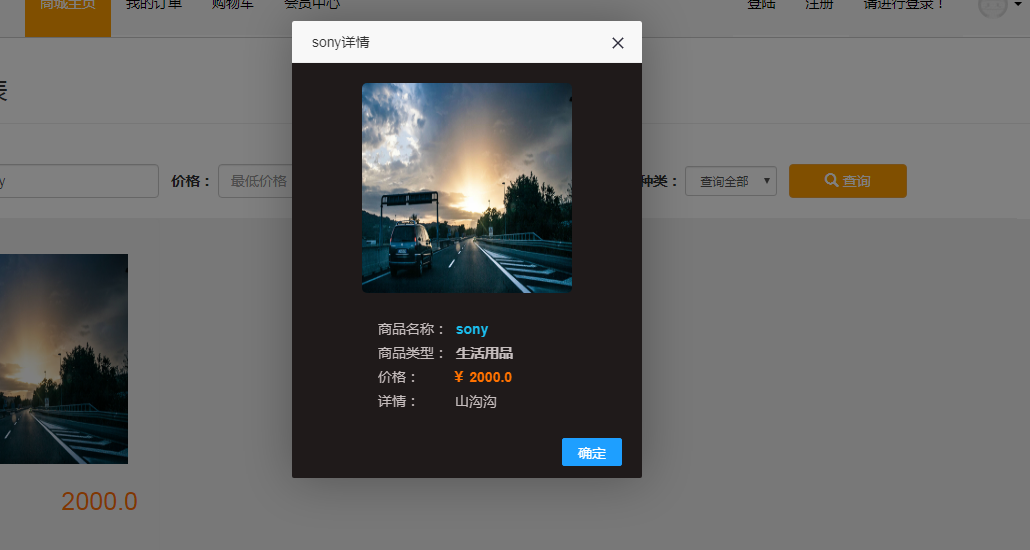 商城主页 我的订单 购物车 会员中心 登陆 注册 请进行登录！
sony详情
表
y 价格： 最低价格 种类： 查询全部 查询
商品名称： sony
商品类型： 生活用品
价格： ¥ 2000.0
详情： 山沟沟
确定
2000.0